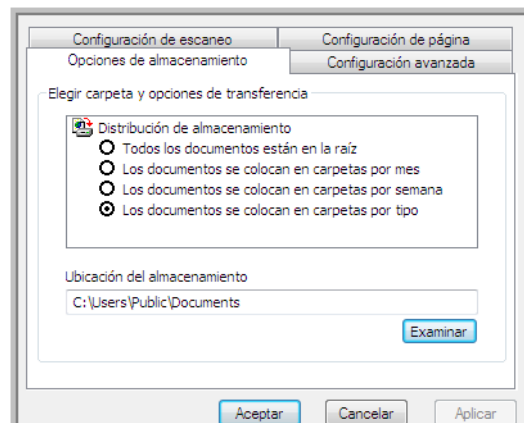 Configuración de escaneo
Configuración de página
Opciones de almacenamiento
Configuración avanzada
Elegir carpeta y opciones de transferencia
Distribución de almacenamiento
Todos los documentos están en la raíz
Los documentos se colocan en carpetas por mes
Los documentos se colocan en carpetas por semana
Los documentos se colocan en carpetas por tipo
Ubicación del almacenamiento
C:\Users\Public\Documents
Examinar
Aceptar
Cancelar
Aplicar